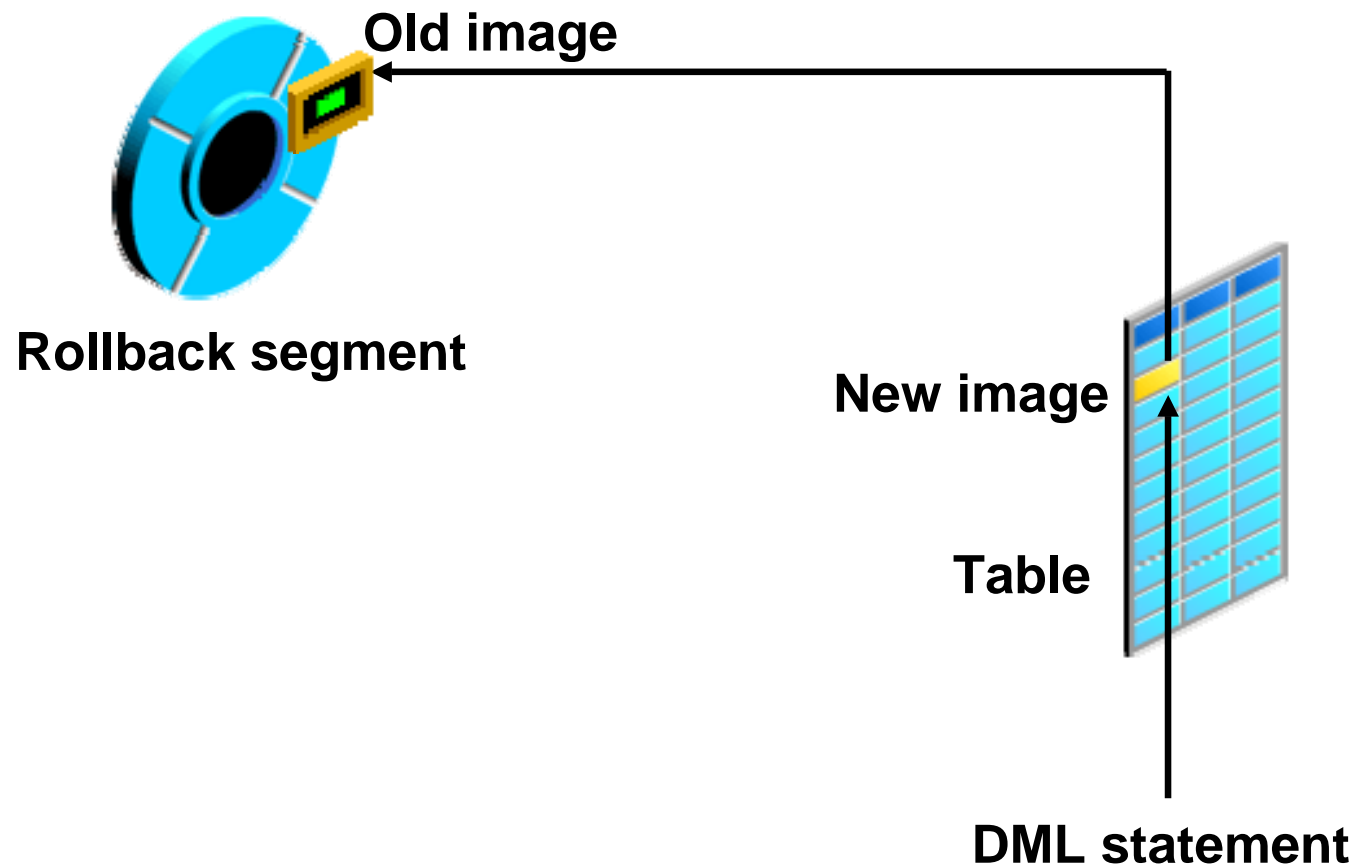 Old image
Rollback segment
New image
Table
DML statement